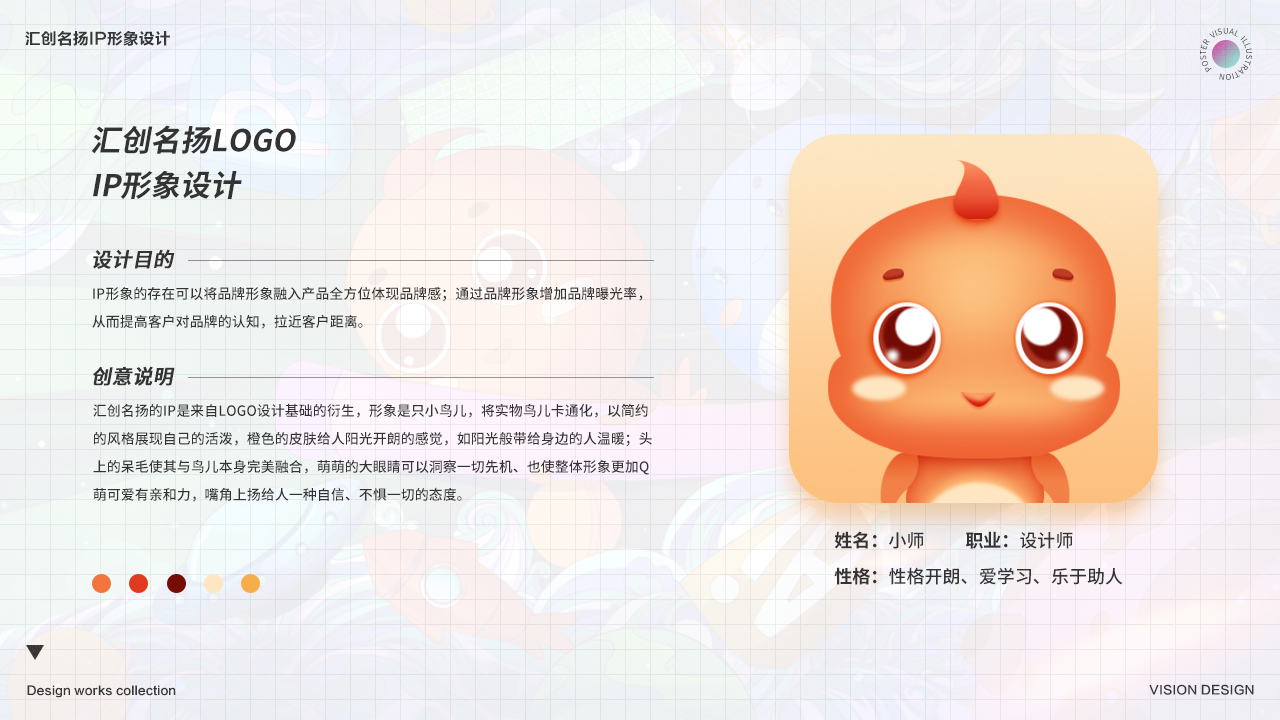 汇创名扬IP形象设计
POSTER VISUAL ILLUSTRATION
汇创名扬LOGO
IP形象设计
设计目的
IP形象的存在可以将品牌形象融入产品全方位体现品牌感；通过品牌形象增加品牌曝光率，
从而提高客户对品牌的认知，拉近客户距离。
创意说明
汇创名扬的IP是来自LOGO设计基础的衍生，形象是只小鸟儿，将实物鸟儿卡通化，以简约
的风格展现自己的活泼，橙色的皮肤给人阳光开朗的感觉，如阳光般带给身边的人温暖；头
上的呆毛使其与鸟儿本身完美融合，萌萌的大眼睛可以洞察一切先机、也使整体形象更加Q
萌可爱有亲和力，嘴角上扬给人一种自信、不惧一切的态度。
姓名：小师 职业：设计师
性格：性格开朗、爱学习、乐于助人
Design works collection
VISION DESIGN